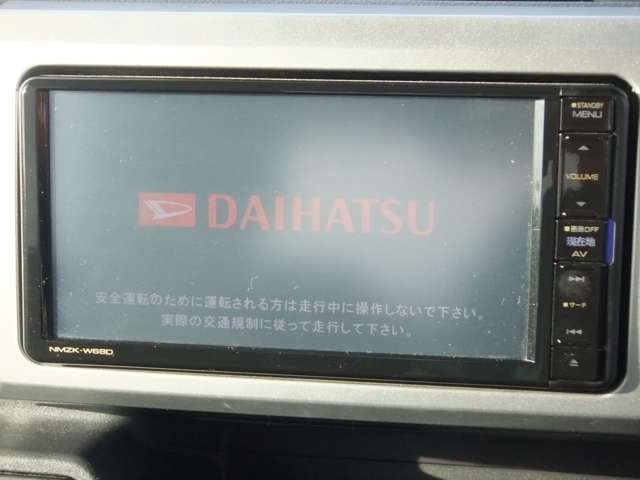 DAIHATSU
安全運転のために運転される方は走行中に操作しないで下さい。
実際の交通規制に従って走行して下さい。
NMZK-W68D
STANDBY
MENU
VOLUME
画面OFF
現在地
AV
サーチ